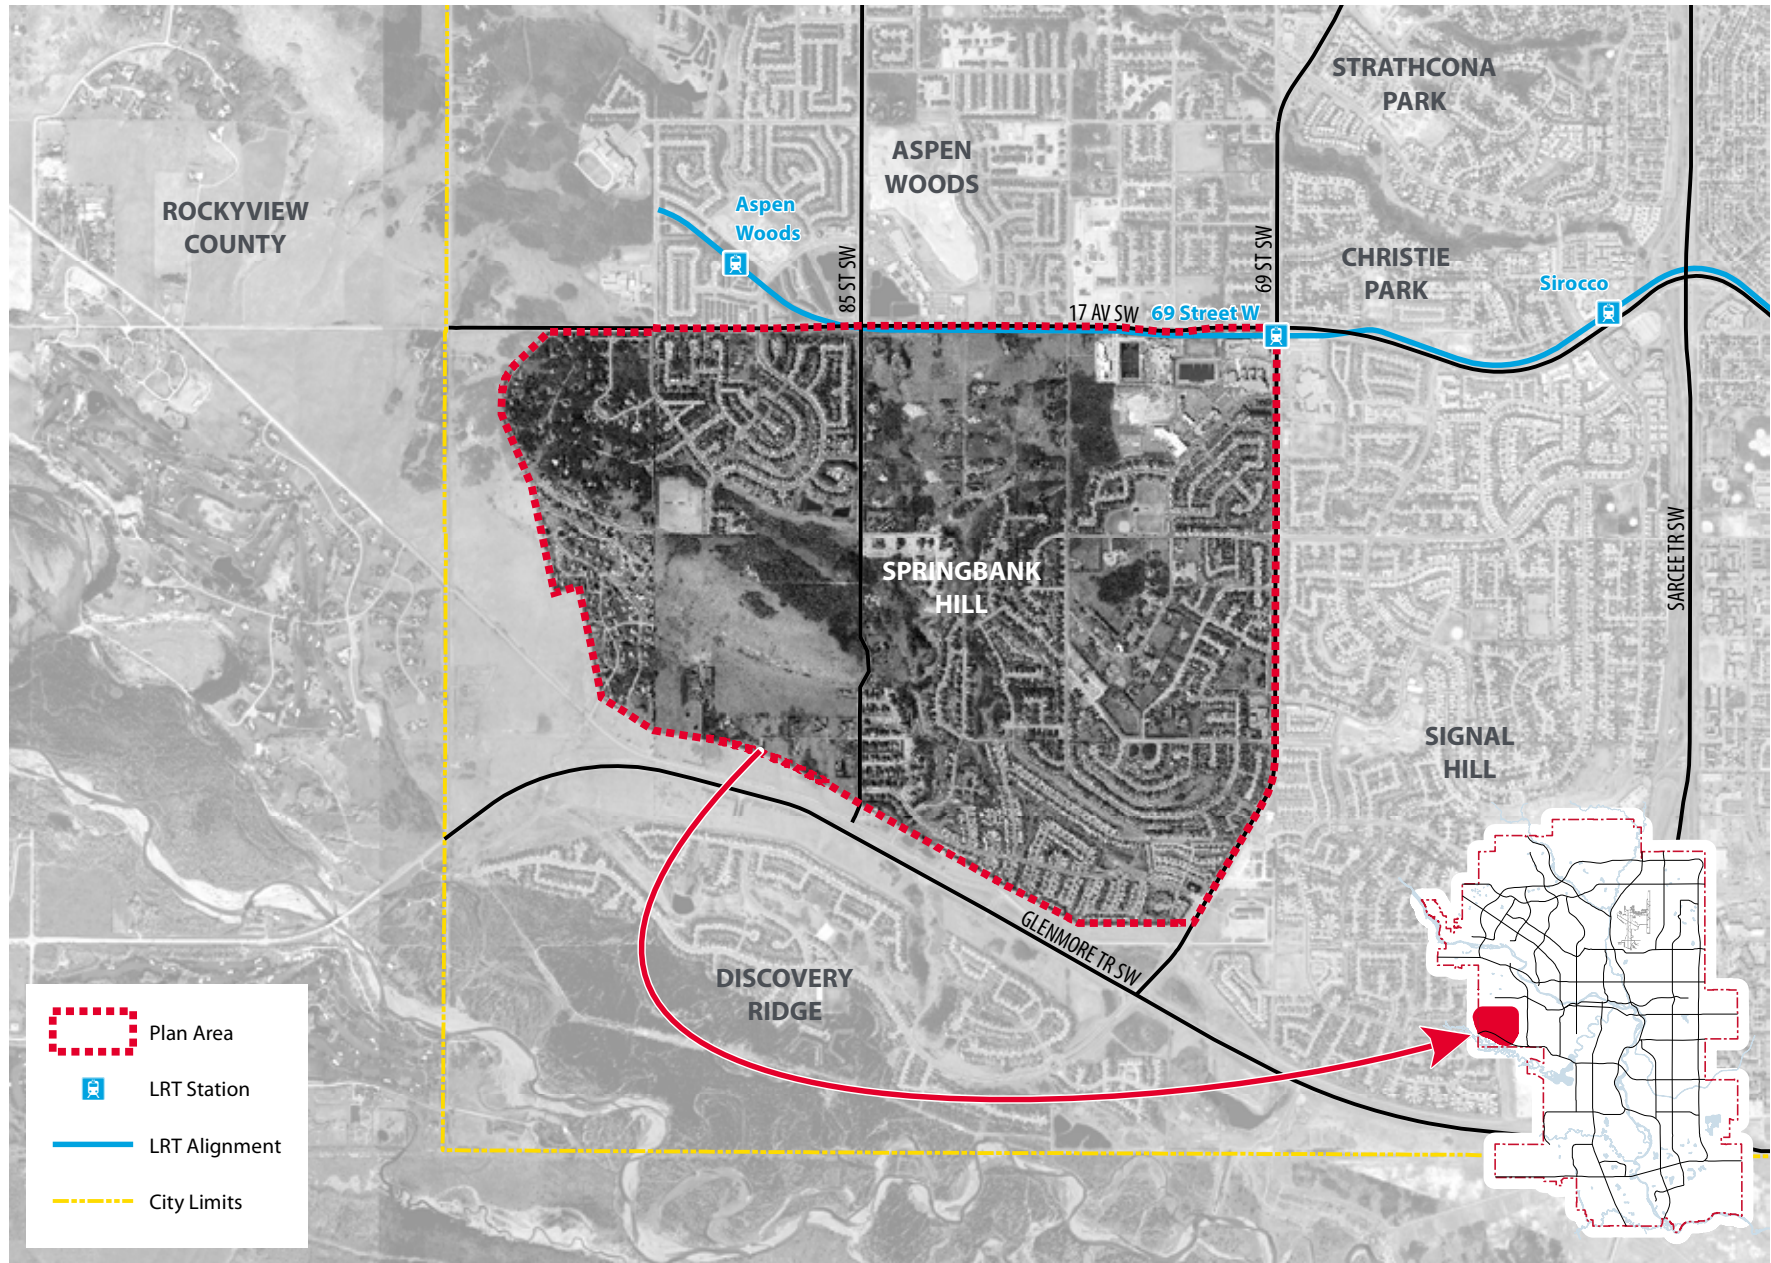 STRATHCONA
PARK
ASPEN
WOODS
ROCKYVIEW
COUNTY
Aspen
Woods
85 ST SW
69 ST SW
CHRISTIE
PARK
Sirocco
17 AV SW
69 Street W
SARCEE TR SW
SPRINGBANK
HILL
SIGNAL
HILL
GLENMORE TR SW
DISCOVERY
RIDGE
Plan Area
LRT Station
LRT Alignment
City Limits